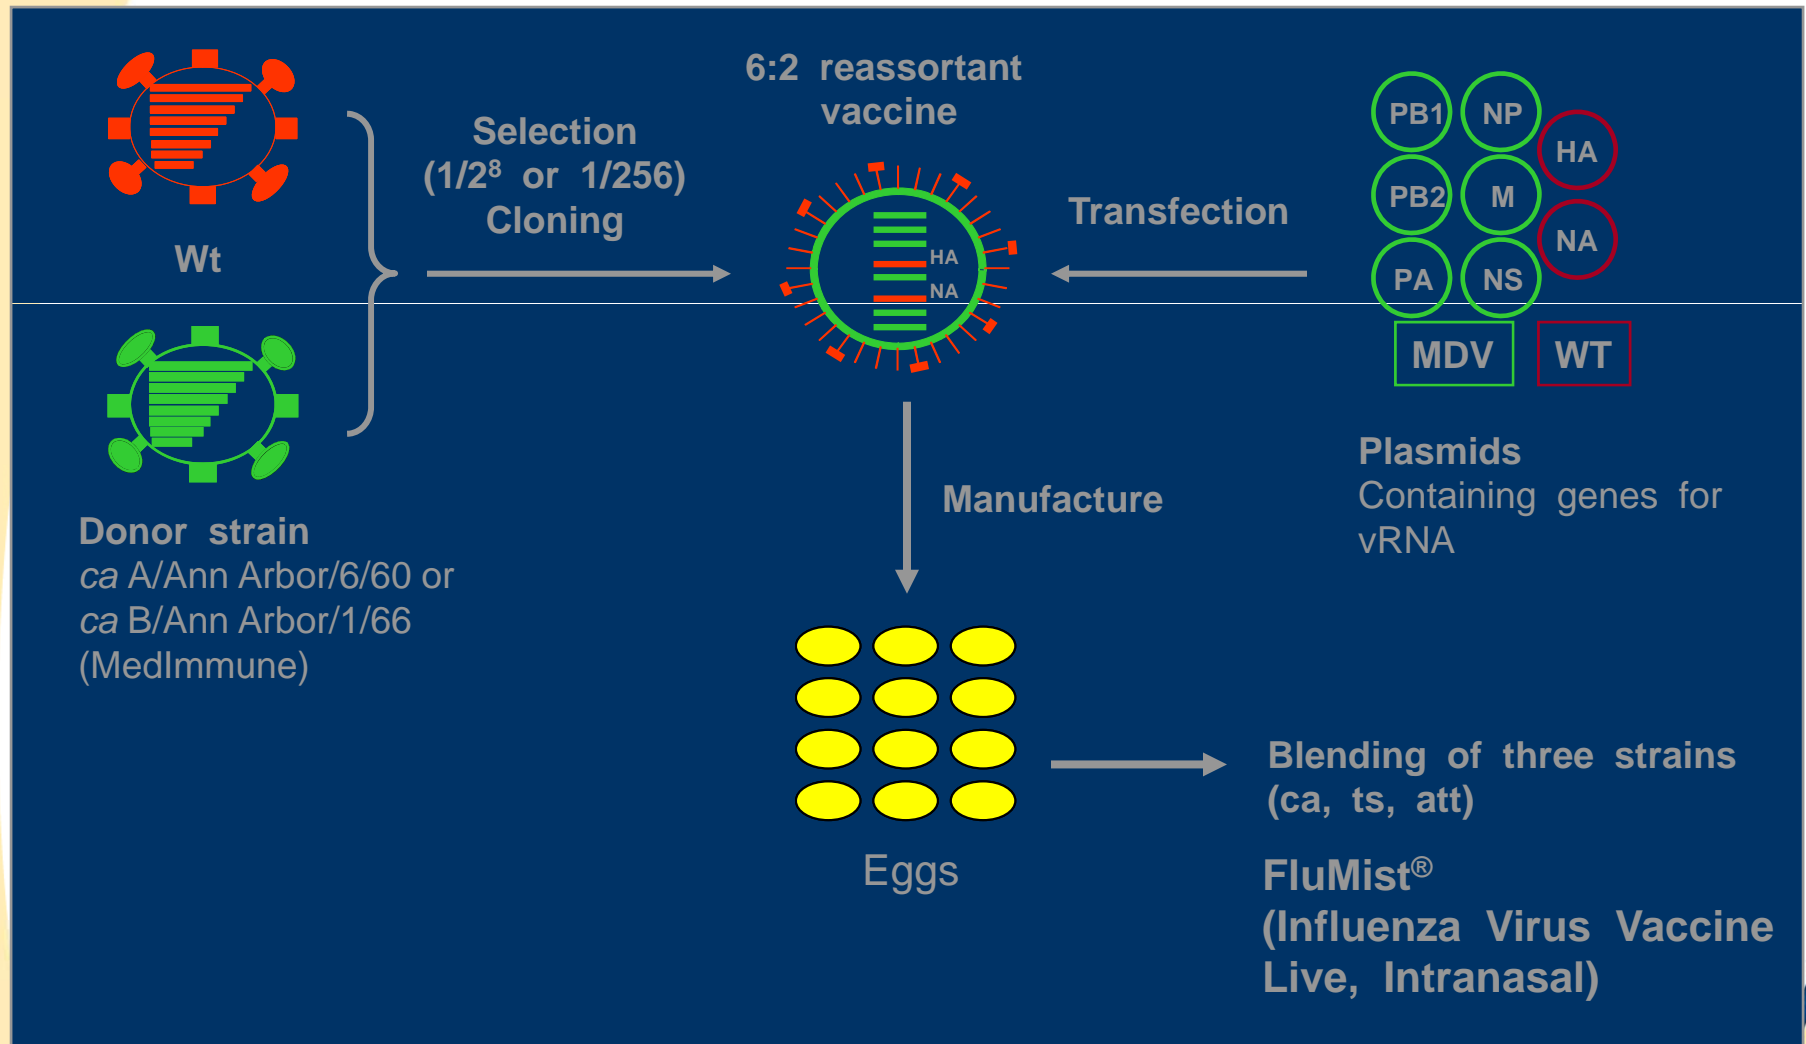 Wt
Donor strain
ca A/Ann Arbor/6/60 or
ca B/Ann Arbor/1/66
(MedImmune)
Selection
(1/2⁸ or 1/256)
Cloning
6:2 reassortant
vaccine
HA
NA
Transfection
PB1 NP
HA
PB2 M
NA
PA NS
MDV WT
Plasmids
Containing genes for
vRNA
Manufacture
Eggs
Blending of three strains
(ca, ts, att)
FluMist®
(Influenza Virus Vaccine
Live, Intranasal)